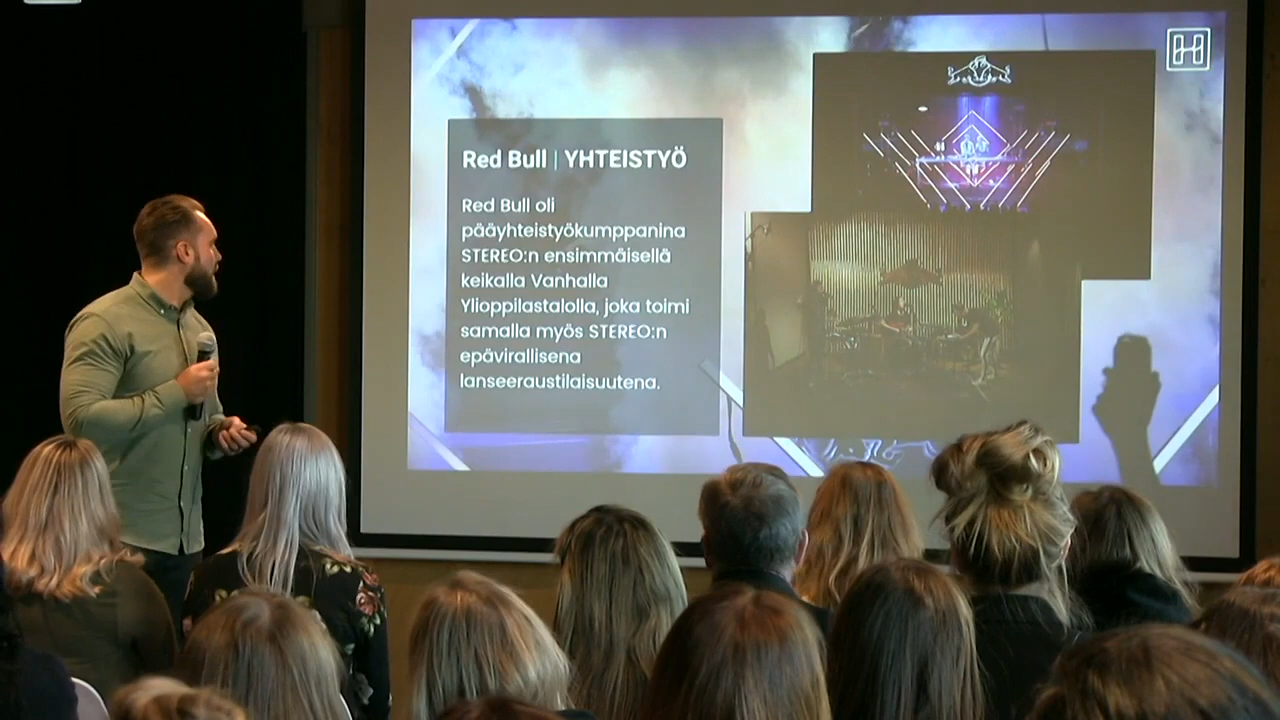 Red Bull | YHTEISTYÖ
Red Bull oli
pääyhteistyökumppanina
STEREO:n ensimmäisellä
keikalla Vanhalla
Ylioppilastalolla, joka toimi
samalla myös STEREO:n
epävirallisena
lanseeraustilaisuutena.